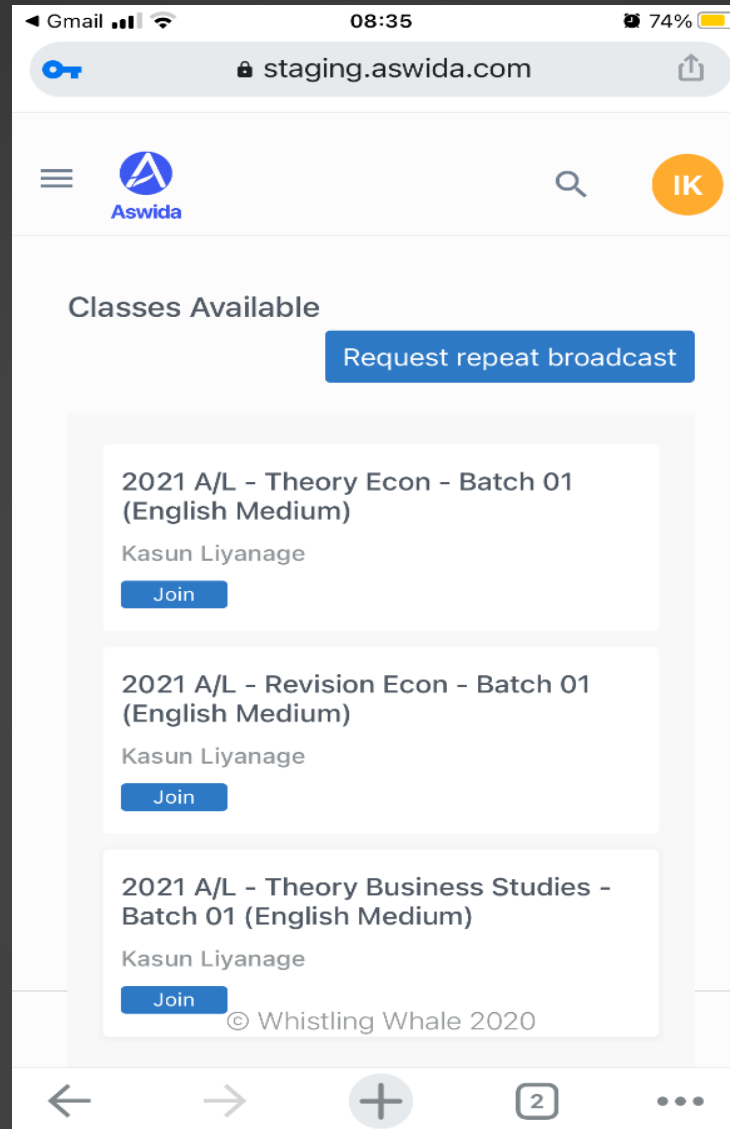 Gmail
08:35
74%
staging.aswida.com
Aswida
IK
Classes Available
Request repeat broadcast
2021 A/L - Theory Econ - Batch 01
(English Medium)
Kasun Liyanage
Join
2021 A/L - Revision Econ - Batch 01
(English Medium)
Kasun Liyanage
Join
2021 A/L - Theory Business Studies -
Batch 01 (English Medium)
Kasun Liyanage
Join
© Whistling Whale 2020
2